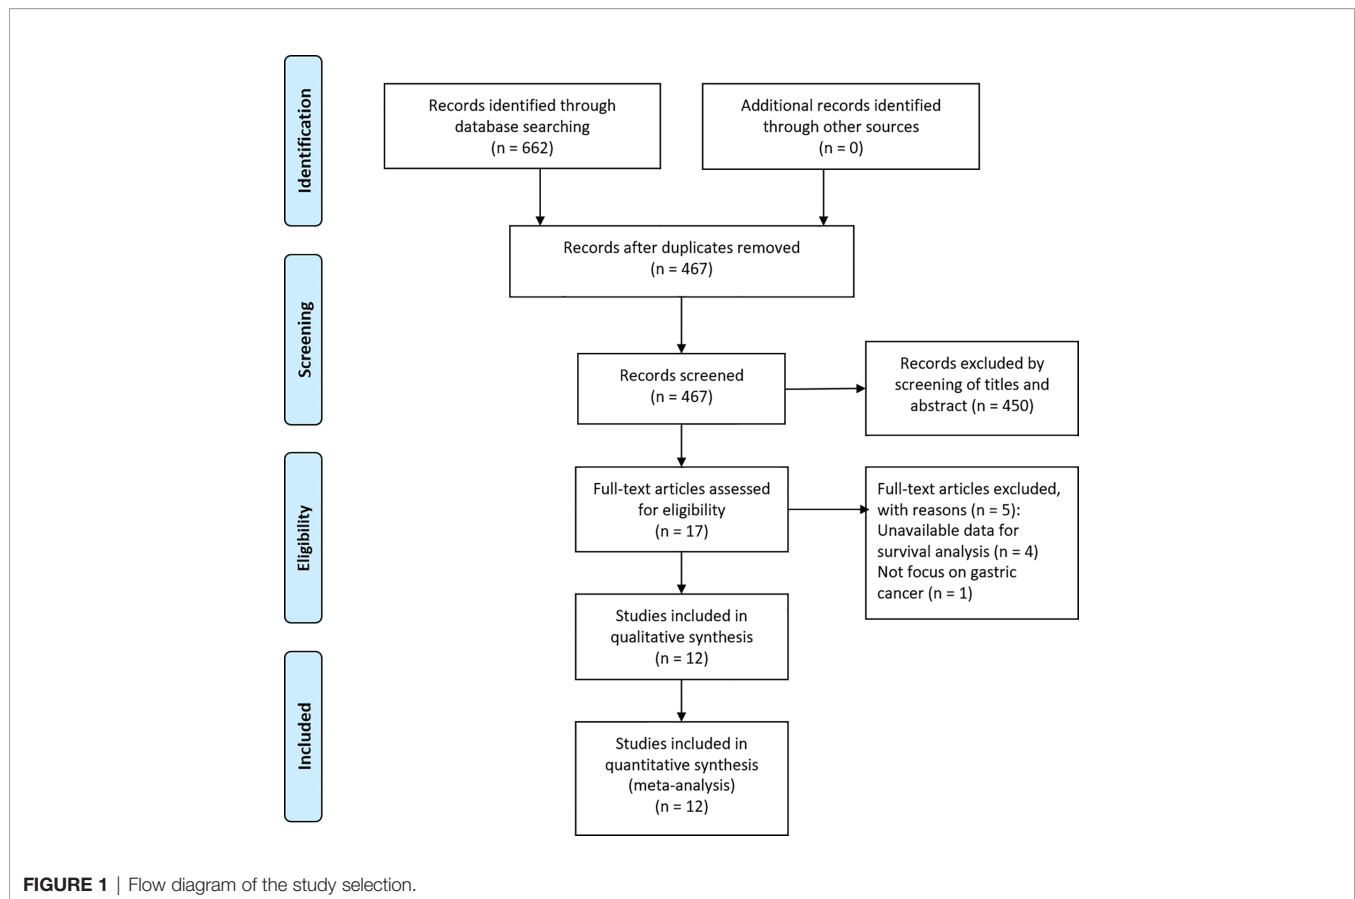 Identification
Records identified through
database searching
(n = 662)
Additional records identified
through other sources
(n = 0)
Records after duplicates removed
(n = 467)
Screening
Records screened
(n = 467)
Records excluded by
screening of titles and
abstract (n = 450)
Eligibility
Full-text articles assessed
for eligibility
(n = 17)
Full-text articles excluded,
with reasons (n = 5):
Unavailable data for
survival analysis (n = 4)
Not focus on gastric
cancer (n = 1)
Studies included in
qualitative synthesis
(n = 12)
Included
Studies included in
quantitative synthesis
(meta-analysis)
(n = 12)
FIGURE 1 | Flow diagram of the study selection.